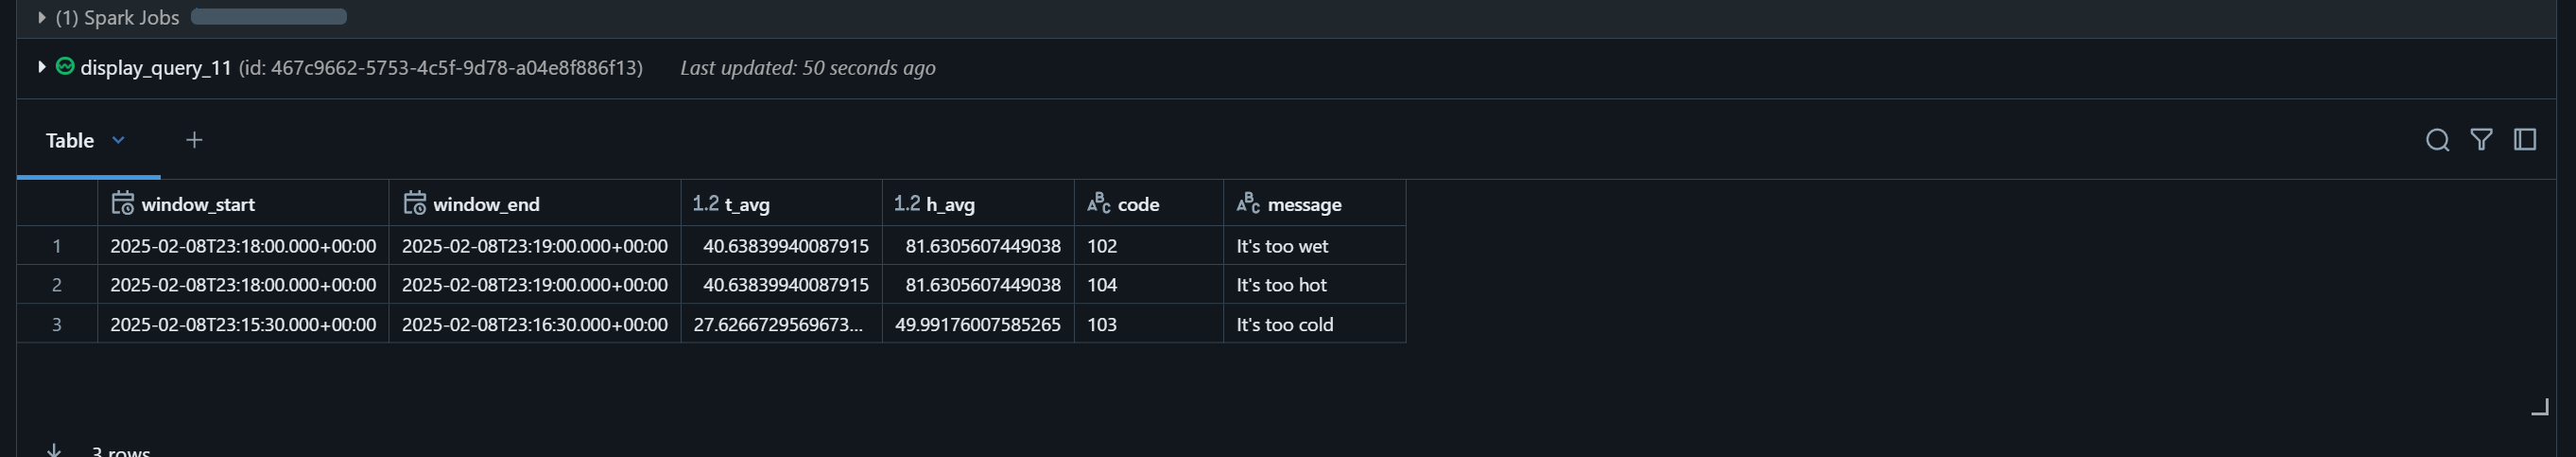 (1) Spark Jobs
display_query_11 (id: 467c9662-5753-4c5f-9d78-a04e8f886f13) Last updated: 50 seconds ago
Table +
window_start window_end 1.2 t_avg 1.2 h_avg ABC code ABC message
1 2025-02-08T23:18:00.000+00:00 2025-02-08T23:19:00.000+00:00 40.63839940087915 81.6305607449038 102 It's too wet
2 2025-02-08T23:18:00.000+00:00 2025-02-08T23:19:00.000+00:00 40.63839940087915 81.6305607449038 104 It's too hot
3 2025-02-08T23:15:30.000+00:00 2025-02-08T23:16:30.000+00:00 27.6266729569673... 49.99176007585265 103 It's too cold
3 rows